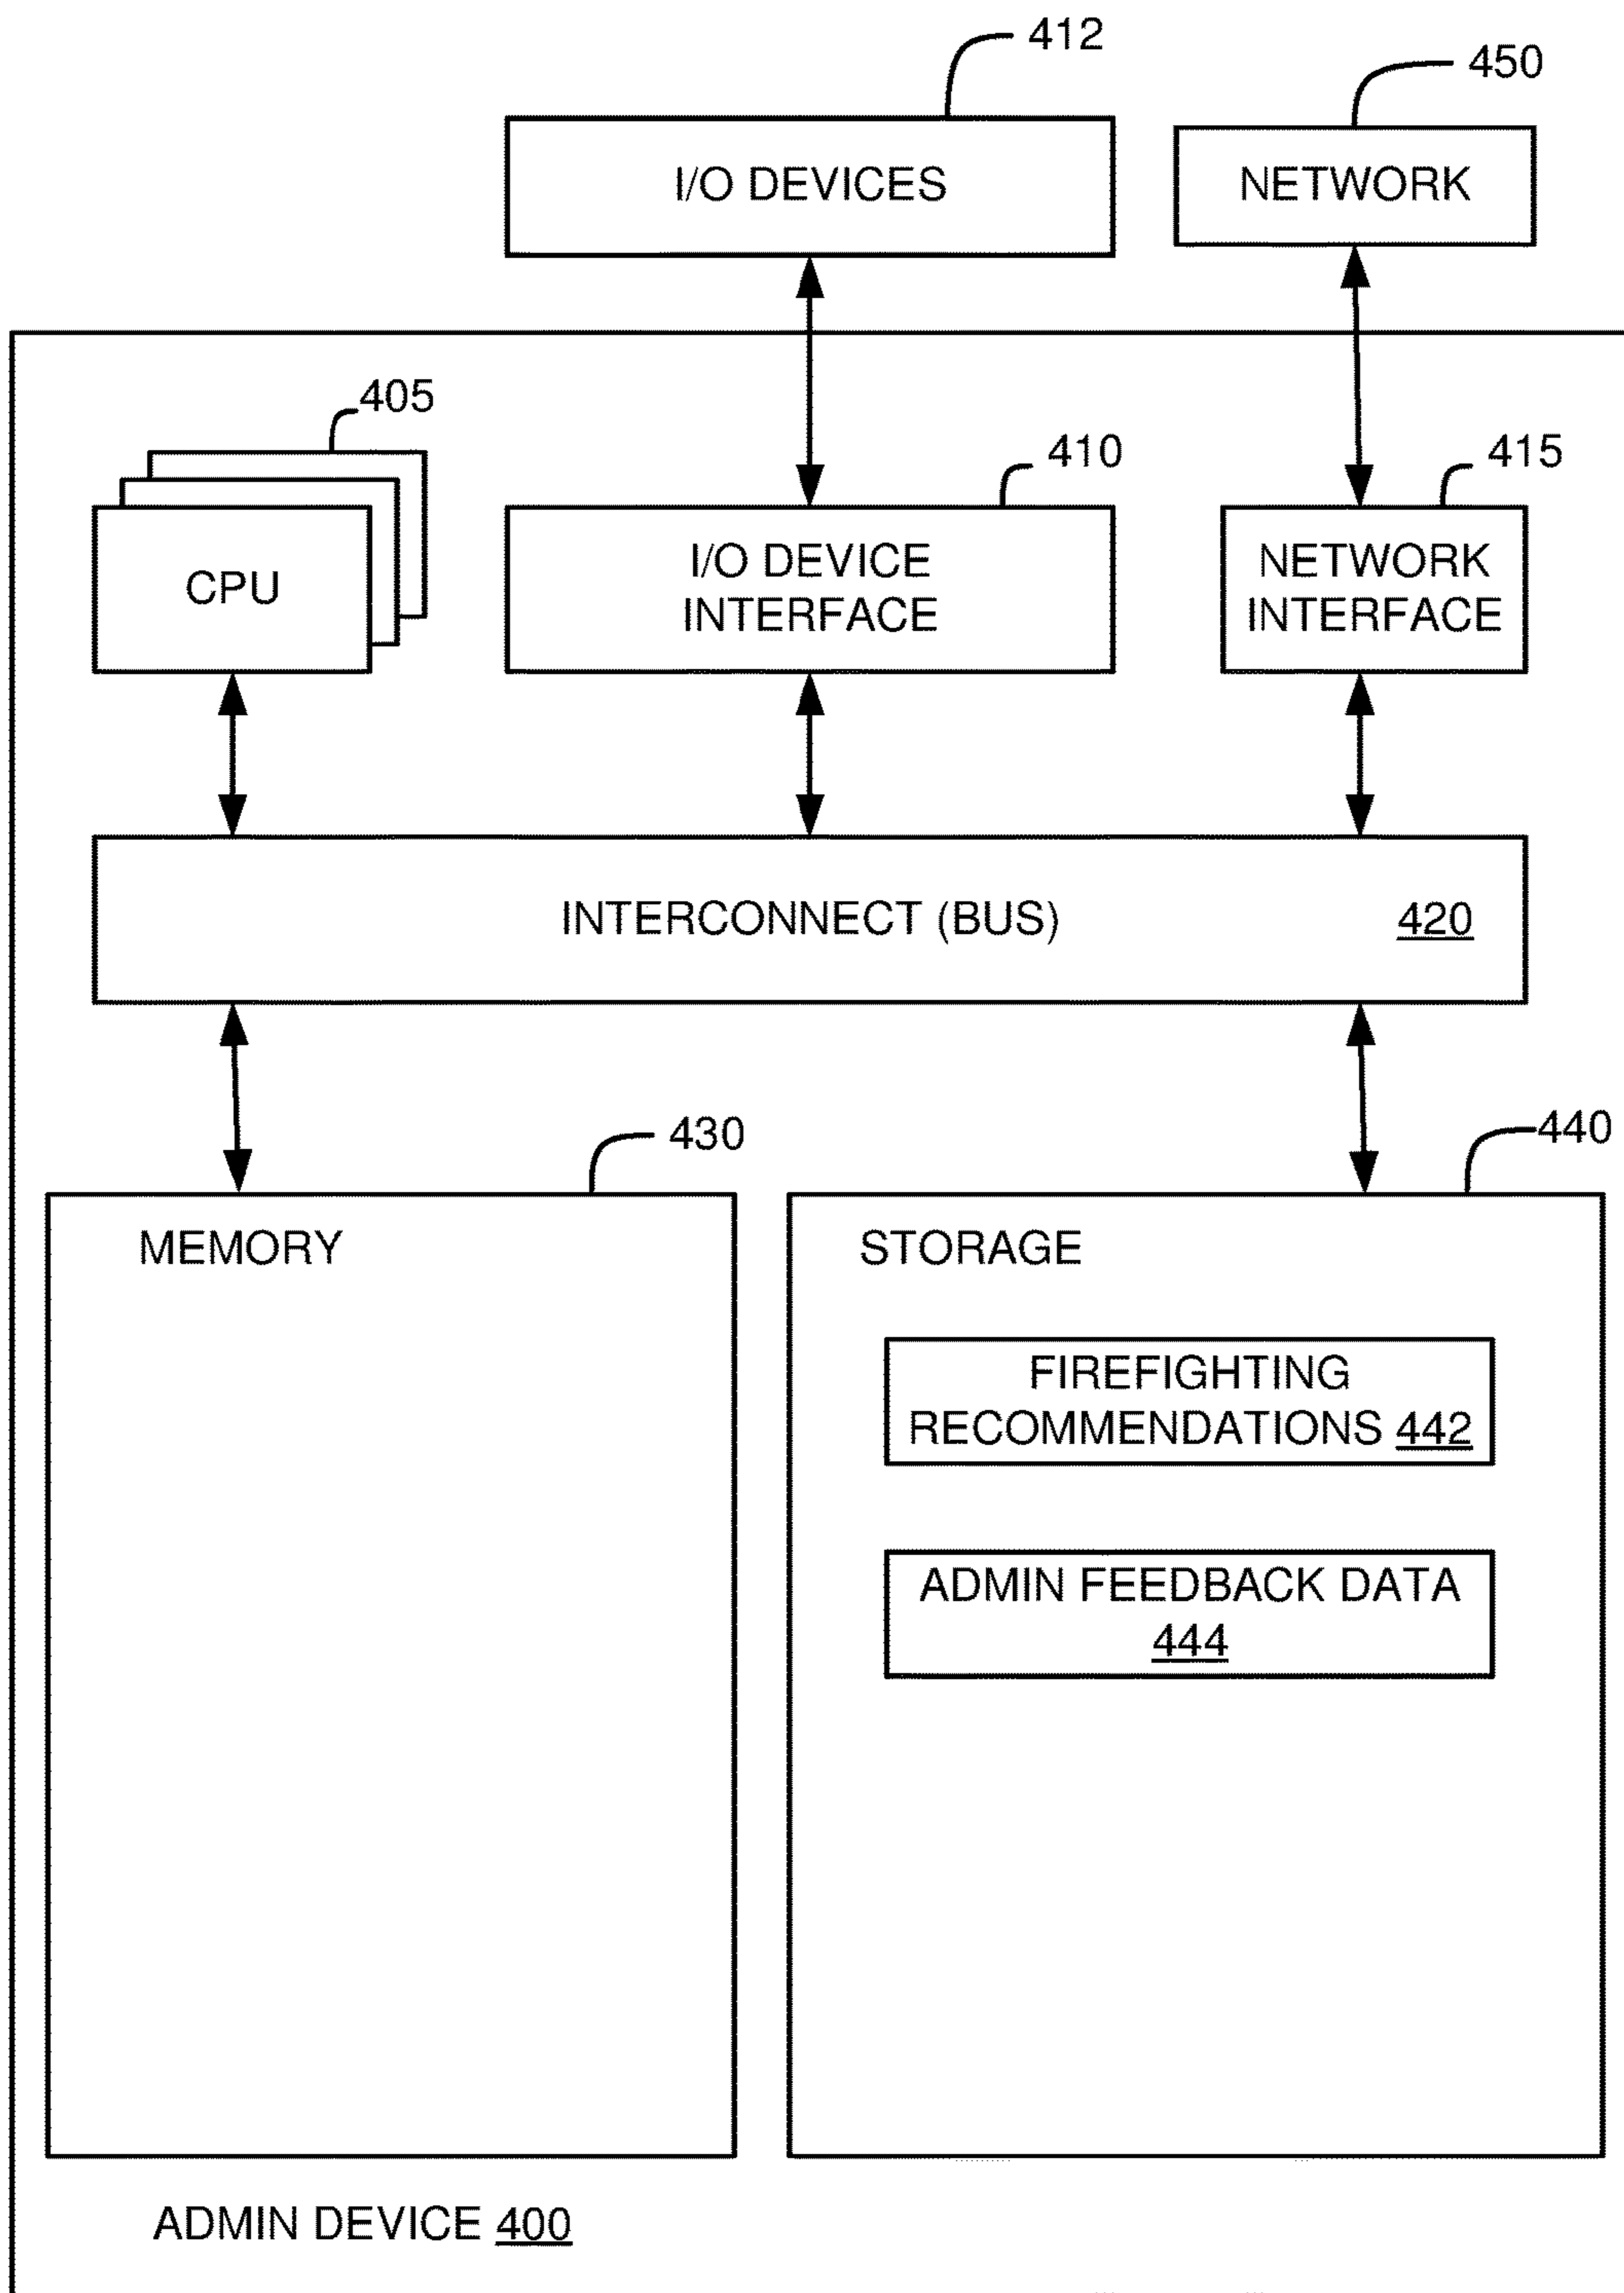 412
450
I/O DEVICES
NETWORK
405
410
415
CPU
I/O DEVICE
INTERFACE
NETWORK
INTERFACE
INTERCONNECT (BUS) 420
430
440
MEMORY
STORAGE
FIREFIGHTING
RECOMMENDATIONS 442
ADMIN FEEDBACK DATA
444
ADMIN DEVICE 400